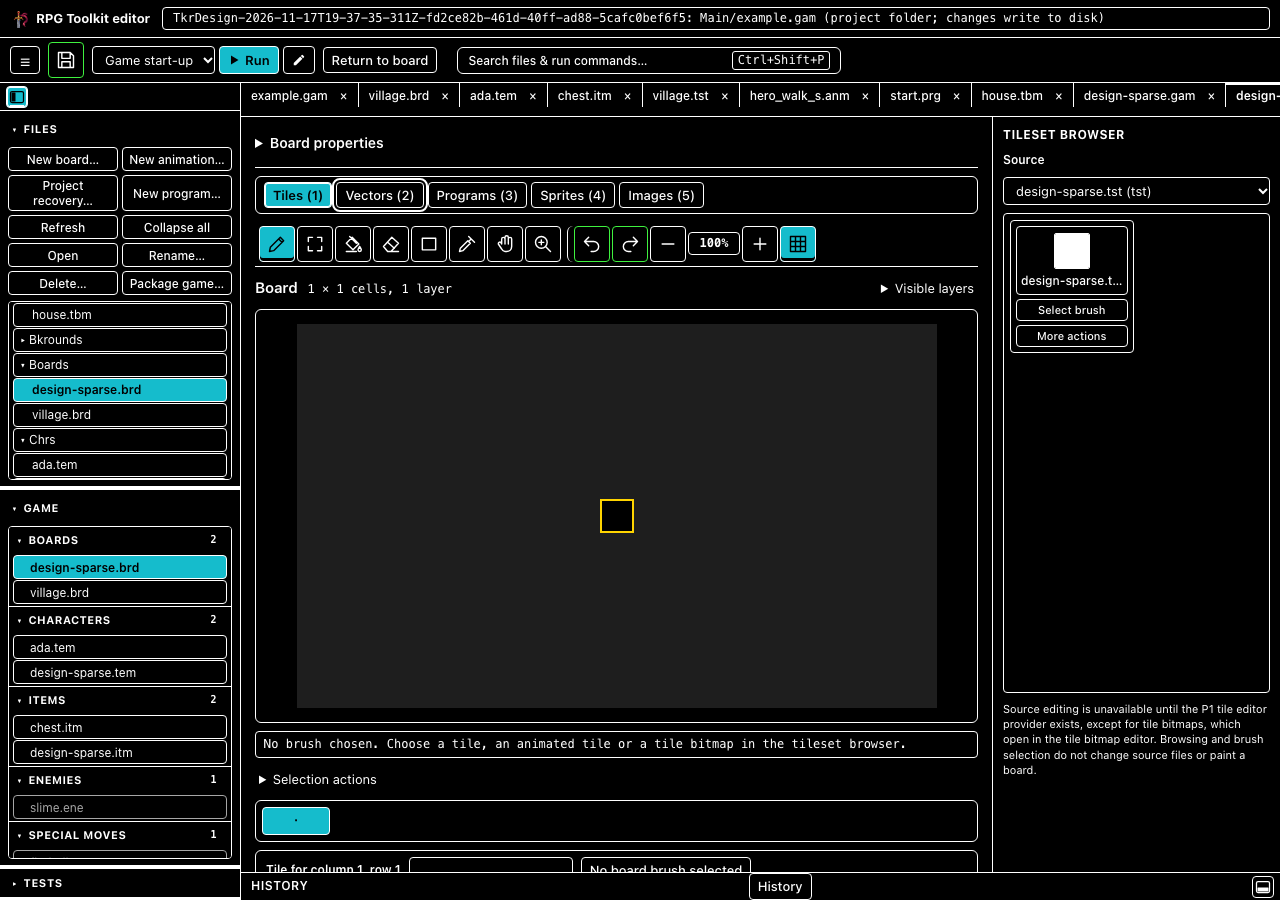 RPG Toolkit editor
TkrDesign-2026-11-17T19-37-35-311Z-fd2ce82b-461d-40ff-ad88-5cafc0bef6f5: Main/example.gam (project folder; changes write to disk)
Game start-up
Run
Return to board
Search files & run commands...
Ctrl+Shift+P
example.gam ×
village.brd ×
ada.tem ×
chest.itm ×
village.tst ×
hero_walk_s.anm ×
start.prg ×
house.tbm ×
design-sparse.gam ×
design-
FILES
New board...
New animation...
Project recovery...
New program...
Refresh
Collapse all
Open
Rename...
Delete...
Package game...
house.tbm
Bkrounds
Boards
design-sparse.brd
village.brd
Chrs
ada.tem
GAME
BOARDS 2
design-sparse.brd
village.brd
CHARACTERS 2
ada.tem
design-sparse.tem
ITEMS 2
chest.itm
design-sparse.itm
ENEMIES 1
slime.ene
SPECIAL MOVES 1
TESTS
Board properties
Tiles (1)
Vectors (2)
Programs (3)
Sprites (4)
Images (5)
100%
Board 1 × 1 cells, 1 layer
Visible layers
No brush chosen. Choose a tile, an animated tile or a tile bitmap in the tileset browser.
Selection actions
Tile for column 1, row 1
No board brush selected
HISTORY
History
TILESET BROWSER
Source
design-sparse.tst (tst)
design-sparse.t...
Select brush
More actions
Source editing is unavailable until the P1 tile editor
provider exists, except for tile bitmaps, which
open in the tile bitmap editor. Browsing and brush
selection do not change source files or paint a
board.